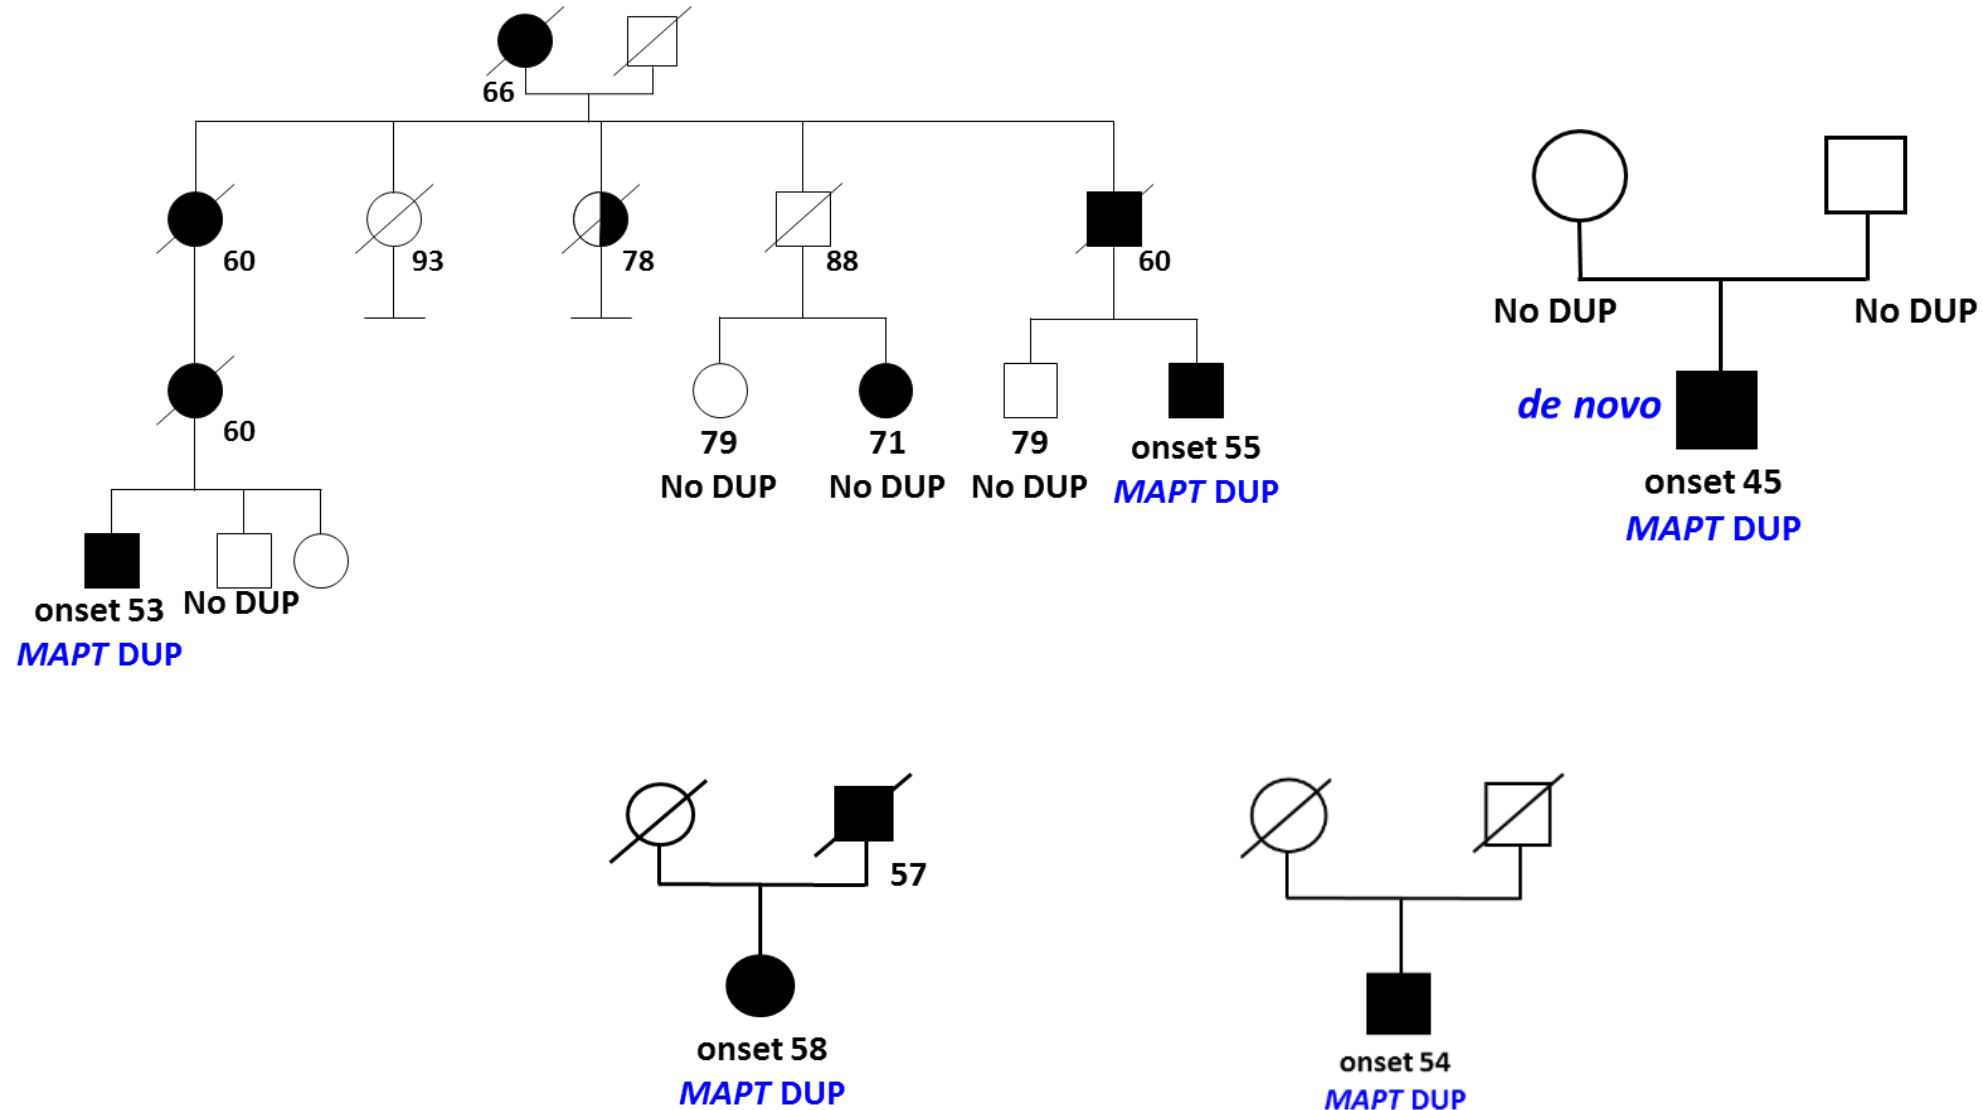 66
60
93
78
88
60
60
79
No DUP
71
No DUP
79
No DUP
onset 55
MAPT DUP
onset 53
MAPT DUP
No DUP
No DUP
No DUP
de novo
onset 45
MAPT DUP
57
onset 58
MAPT DUP
onset 54
MAPT DUP